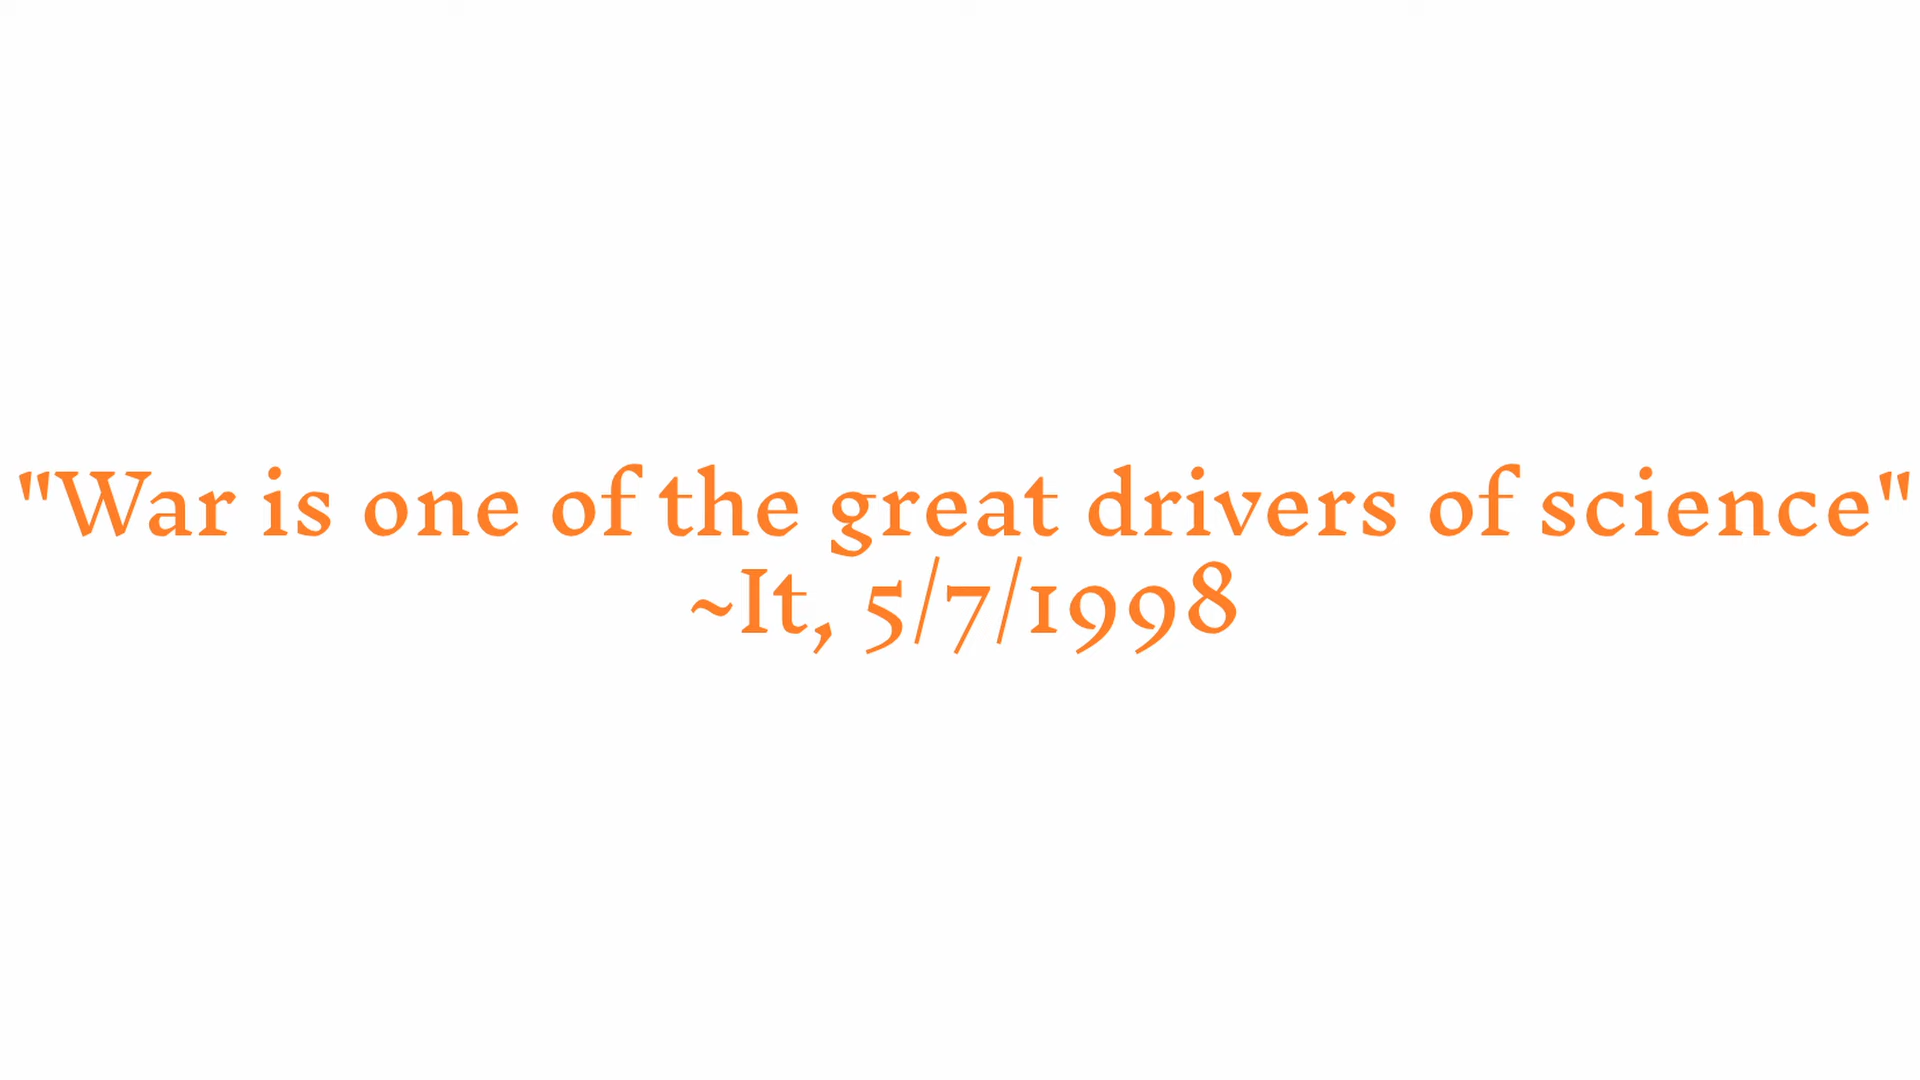 "War is one of the great drivers of science"
~It, 5/7/1998